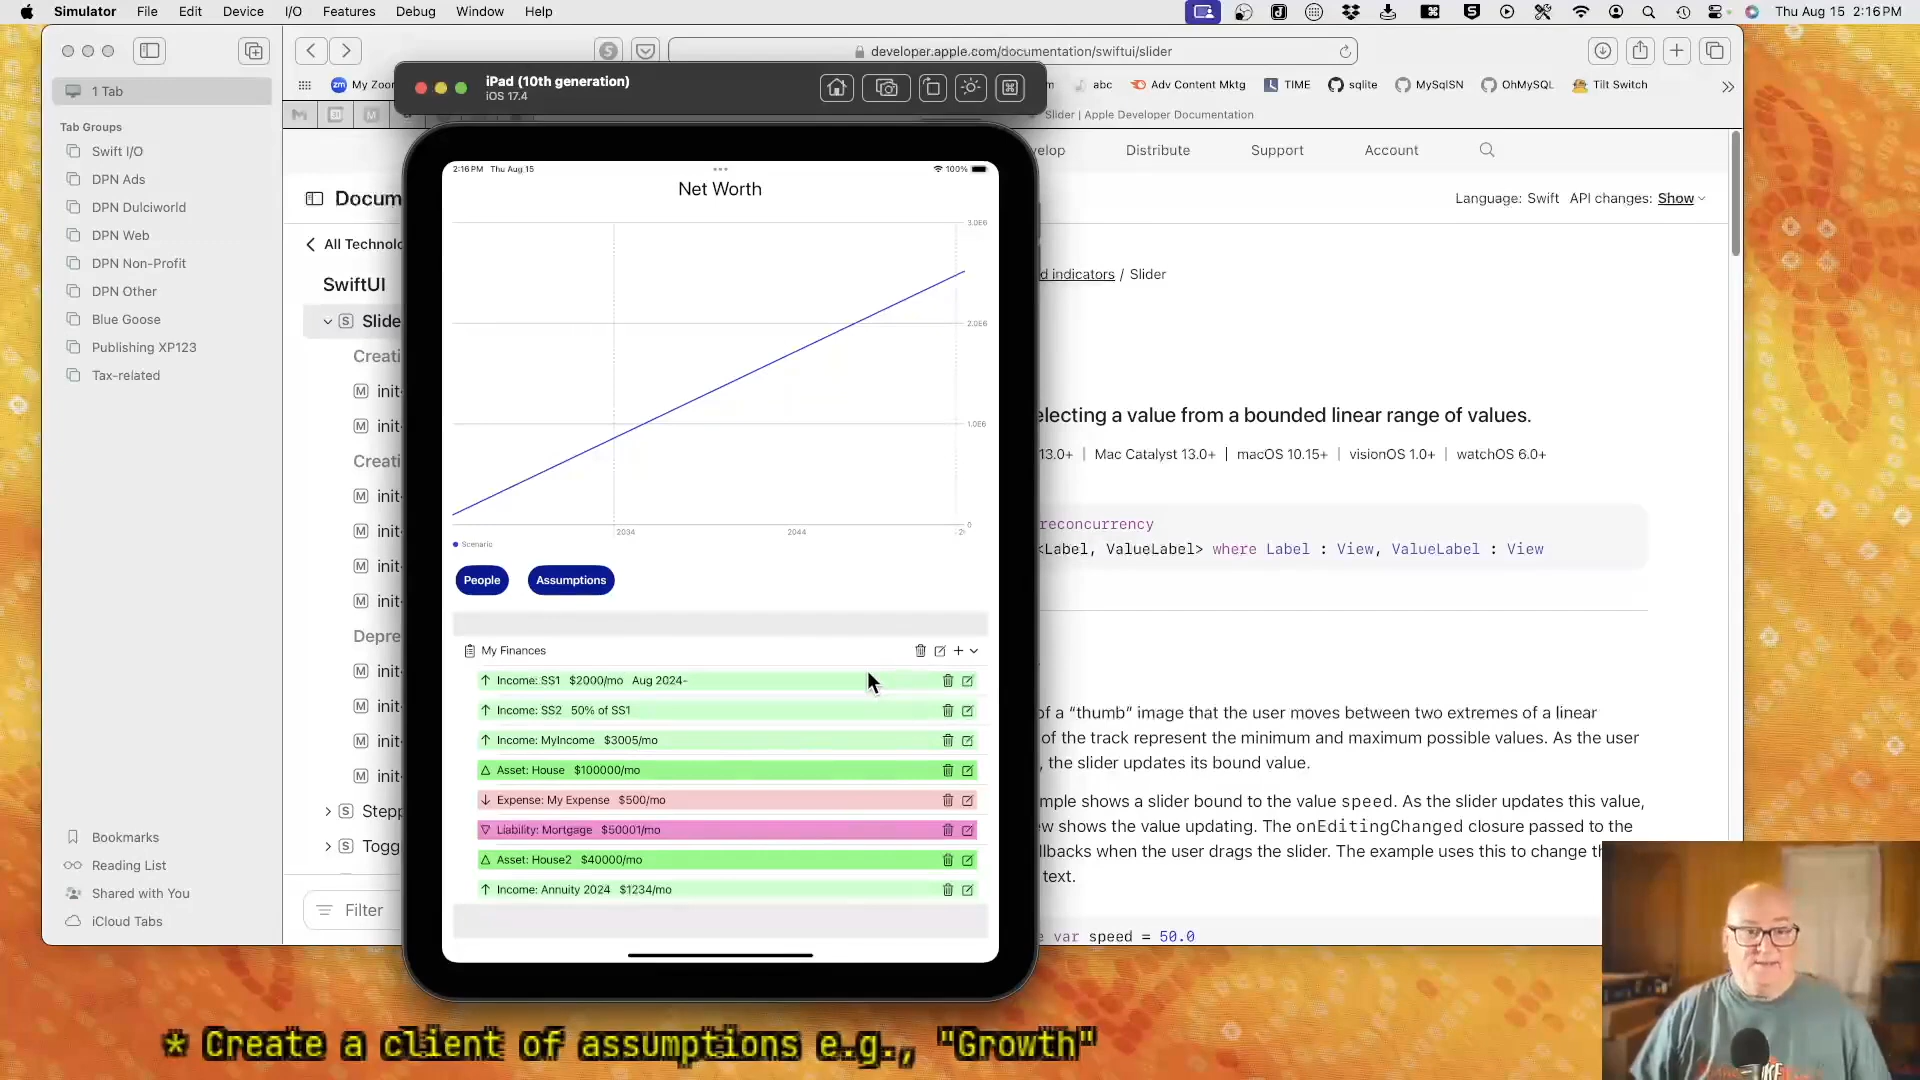 Simulator File Edit Device I/O Features Debug Window Help
Thu Aug 15 2:16 PM
developer.apple.com/documentation/swiftui/slider
1 Tab
Tab Groups
Swift I/O
DPN Ads
DPN Dulciworld
DPN Web
DPN Non-Profit
DPN Other
Blue Goose
Publishing XP123
Tax-related
Bookmarks
Reading List
Shared with You
iCloud Tabs
zm My Zoom
abc
Adv Content Mktg
TIME
sqlite
MySqlSN
OhMySQL
Tilt Switch
Slider | Apple Developer Documentation
iPad (10th generation)
iOS 17.4
Distribute Support Account
Language: Swift API changes: Show
All
SwiftUI
Slide
init
init
init
init
init
init
init
init
init
init
Filter
d indicators / Slider
electing a value from a bounded linear range of values.
13.0+ | Mac Catalyst 13.0+ | macOS 10.15+ | visionOS 1.0+ | watchOS 6.0+
reconcurrency
<Label, ValueLabel> where Label : View, ValueLabel : View
of a “thumb” image that the user moves between two extremes of a linear
of the track represent the minimum and maximum possible values. As the user
, the slider updates its bound value.
mple shows a slider bound to the value speed. As the slider updates this value,
ew shows the value updating. The onEditingChanged closure passed to the
llbacks when the user drags the slider. The example uses this to change th
text.
e var speed = 50.0
2:16 PM Thu Aug 15
100%
Net Worth
3.0E6
2.0E6
1.0E6
0
2034
2044
Scenario
People
Assumptions
My Finances
Income: SS1 $2000/mo Aug 2024-
Income: SS2 50% of SS1
Income: MyIncome $3005/mo
Asset: House $100000/mo
Expense: My Expense $500/mo
Liability: Mortgage $50001/mo
Asset: House2 $40000/mo
Income: Annuity 2024 $1234/mo
* Create a client of assumptions e.g., "Growth"